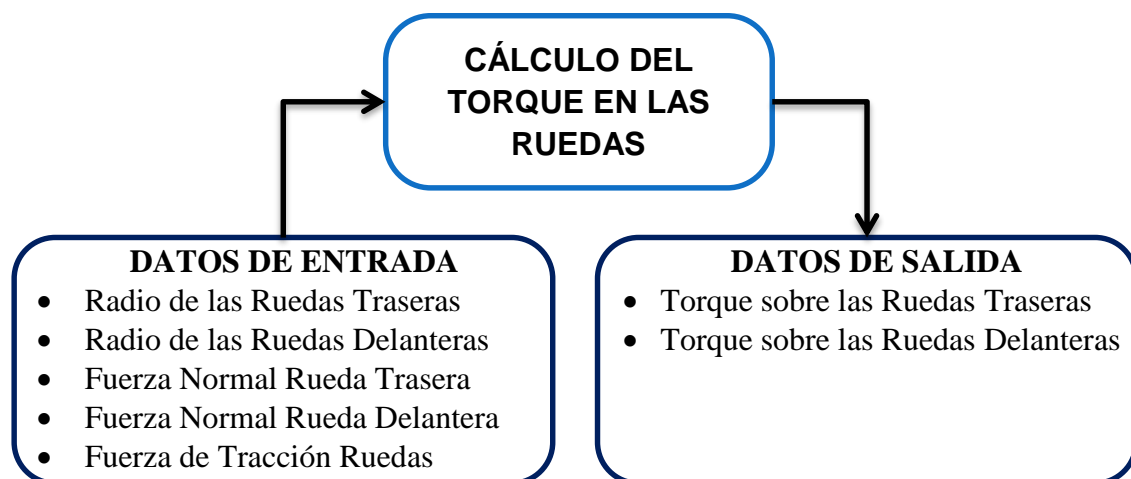 CÁLCULO DEL
TORQUE EN LAS
RUEDAS
DATOS DE ENTRADA
• Radio de las Ruedas Traseras
• Radio de las Ruedas Delanteras
• Fuerza Normal Rueda Trasera
• Fuerza Normal Rueda Delantera
• Fuerza de Tracción Ruedas
DATOS DE SALIDA
• Torque sobre las Ruedas Traseras
• Torque sobre las Ruedas Delanteras